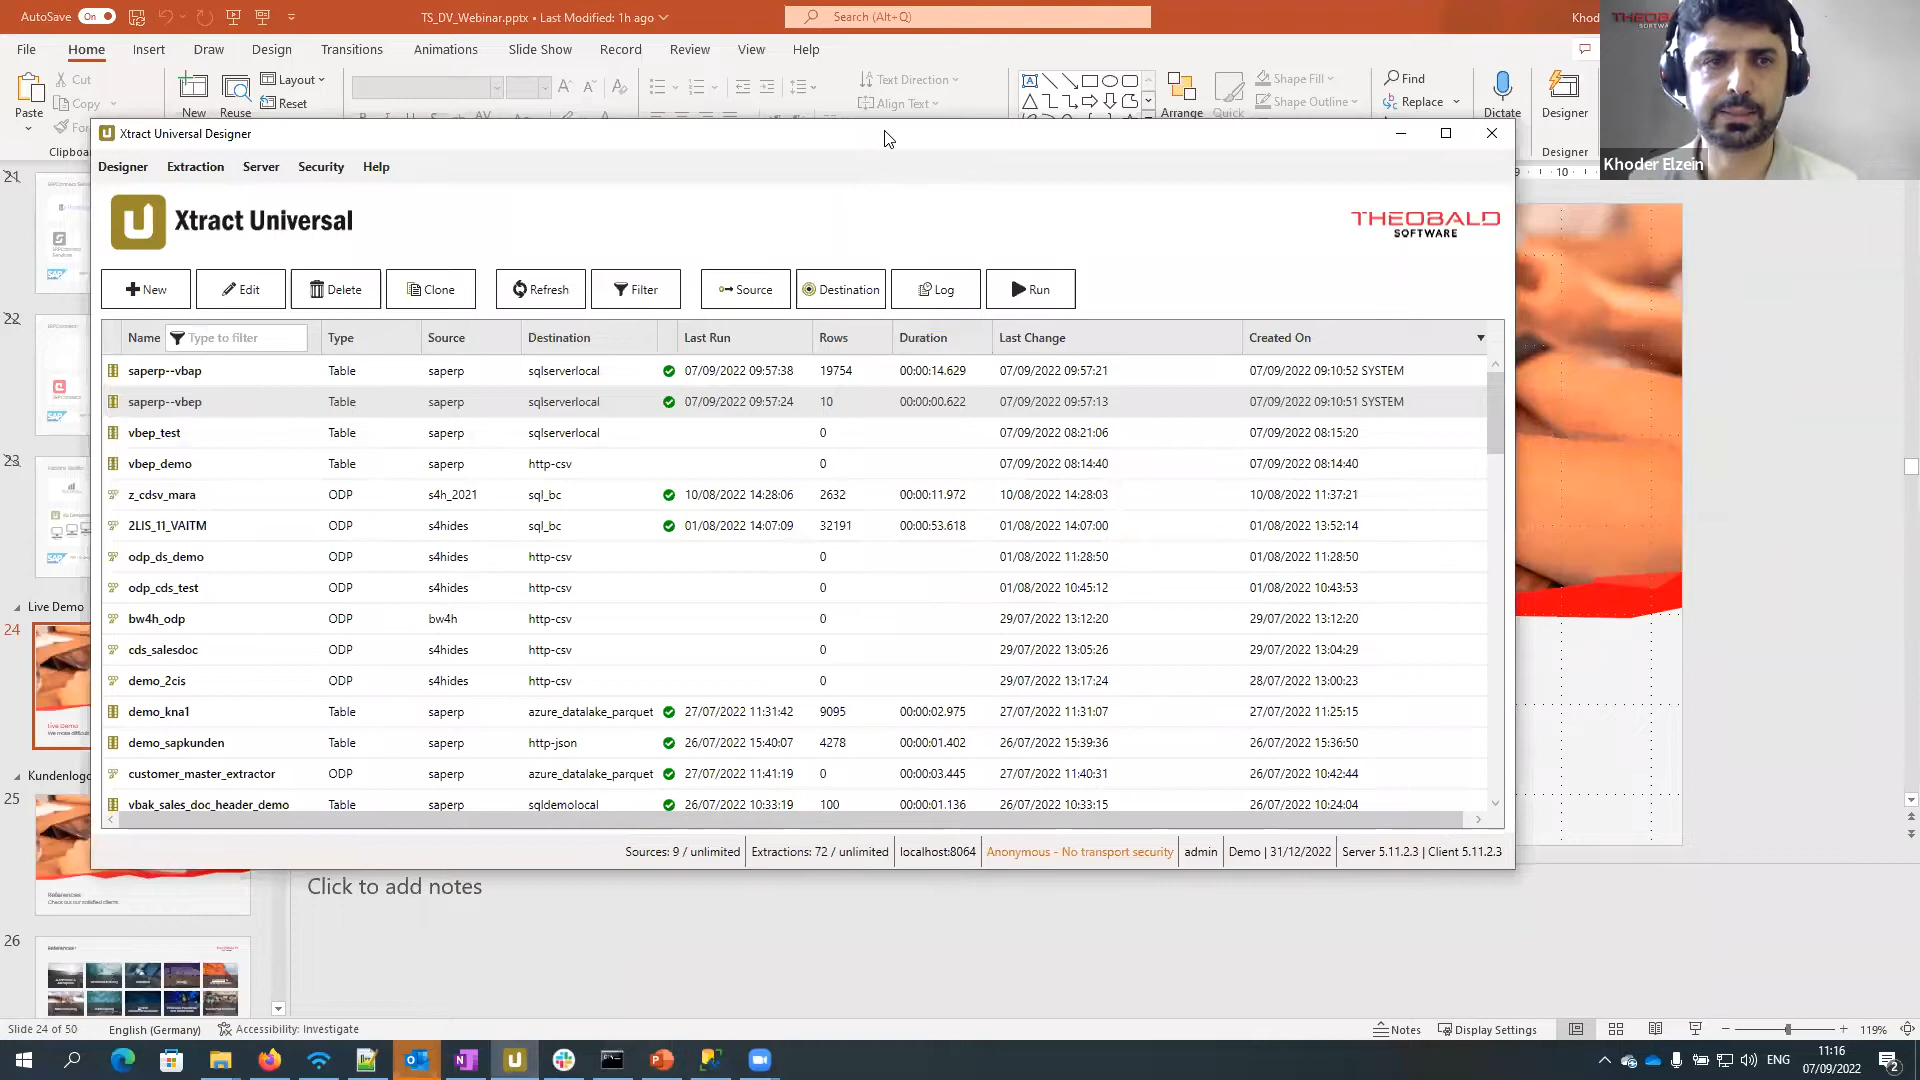 AutoSave On TS_DV_Webinar.pptx • Last Modified: 1h ago Search (Alt+Q) Khod
File Home Insert Draw Design Transitions Animations Slide Show Record Review View Help
Cut
Copy
Paste
New
Reuse
Layout
Reset
Text Direction
Align Text
Arrange
Quick
Shape Fill
Shape Outline
Find
Replace
Dictate
Designer
Clipboa
Designer
Khoder Elzein
Xtract Universal Designer
Designer Extraction Server Security Help
Xtract Universal
THEOBALD
SOFTWARE
New Edit Delete Clone Refresh Filter Source Destination Log Run
Name Type to filter Type Source Destination Last Run Rows Duration Last Change Created On
saperp--vbap Table saperp sqlserverlocal 07/09/2022 09:57:38 19754 00:00:14.629 07/09/2022 09:57:21 07/09/2022 09:10:52 SYSTEM
saperp--vbep Table saperp sqlserverlocal 07/09/2022 09:57:24 10 00:00:00.622 07/09/2022 09:57:13 07/09/2022 09:10:51 SYSTEM
vbep_test Table saperp sqlserverlocal 0 07/09/2022 08:21:06 07/09/2022 08:15:20
vbep_demo Table saperp http-csv 0 07/09/2022 08:14:40 07/09/2022 08:14:40
z_cdsv_mara ODP s4h_2021 sql_bc 10/08/2022 14:28:06 2632 00:00:11.972 10/08/2022 14:28:03 10/08/2022 11:37:21
2LIS_11_VAITM ODP s4hides sql_bc 01/08/2022 14:07:09 32191 00:00:53.618 01/08/2022 14:07:00 01/08/2022 13:52:14
odp_ds_demo ODP s4hides http-csv 0 01/08/2022 11:28:50 01/08/2022 11:28:50
odp_cds_test ODP s4hides http-csv 0 01/08/2022 10:45:12 01/08/2022 10:43:53
bw4h_odp ODP bw4h http-csv 0 29/07/2022 13:12:20 29/07/2022 13:12:20
cds_salesdoc ODP s4hides http-csv 0 29/07/2022 13:05:26 29/07/2022 13:04:29
demo_2cis ODP s4hides http-csv 0 29/07/2022 13:17:24 28/07/2022 13:00:23
demo_kna1 Table saperp azure_datalake_parquet 27/07/2022 11:31:42 9095 00:00:02.975 27/07/2022 11:31:07 27/07/2022 11:25:15
demo_sapkunden Table saperp http-json 26/07/2022 15:40:07 4278 00:00:01.402 26/07/2022 15:39:36 26/07/2022 15:36:50
customer_master_extractor ODP saperp azure_datalake_parquet 27/07/2022 11:41:19 0 00:00:03.445 27/07/2022 11:40:31 26/07/2022 10:42:44
vbak_sales_doc_header_demo Table saperp sqldemolocal 26/07/2022 10:33:19 100 00:00:01.136 26/07/2022 10:33:15 26/07/2022 10:24:04
Sources: 9 / unlimited Extractions: 72 / unlimited localhost:8064 Anonymous - No transport security admin Demo | 31/12/2022 Server 5.11.2.3 | Client 5.11.2.3
21
22
23
Live Demo
24
Live Demo
Kundenlogo
25
References
26
References
Click to add notes
Slide 24 of 50 English (Germany) Accessibility: Investigate Notes Display Settings 119%
ENG 11:16
07/09/2022
2